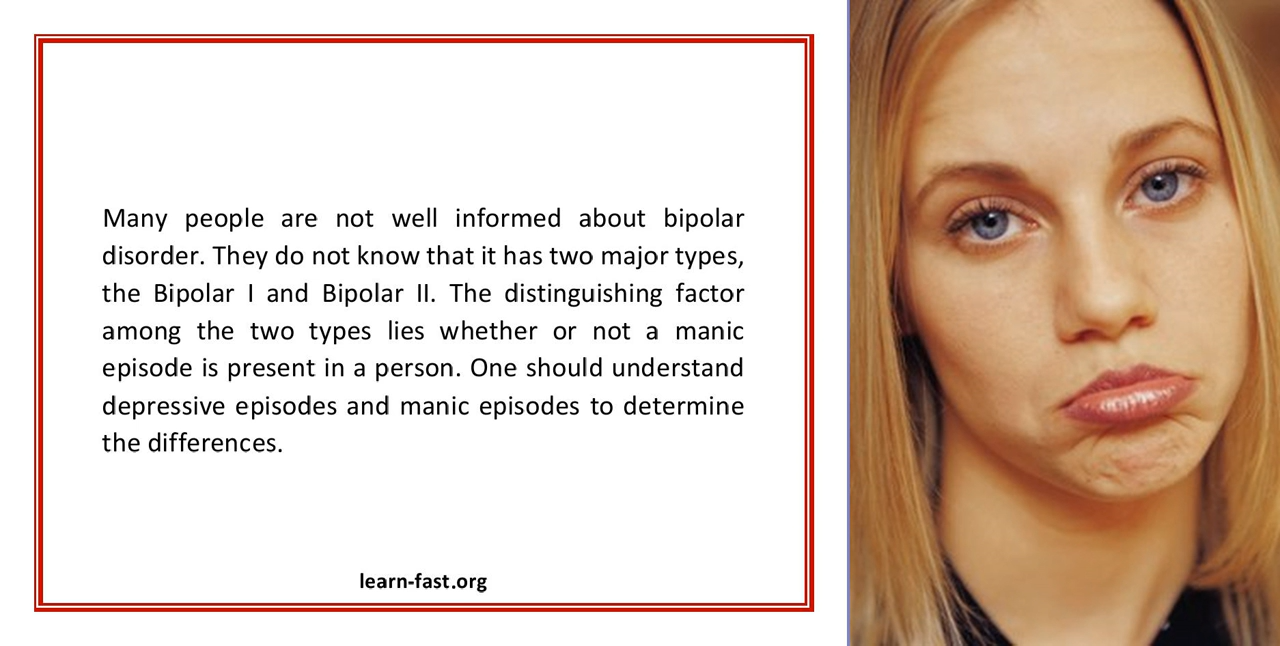 Many people are not well informed about bipolar
disorder. They do not know that it has two major types,
the Bipolar I and Bipolar II. The distinguishing factor
among the two types lies whether or not a manic
episode is present in a person. One should understand
depressive episodes and manic episodes to determine
the differences.
learn-fast.org